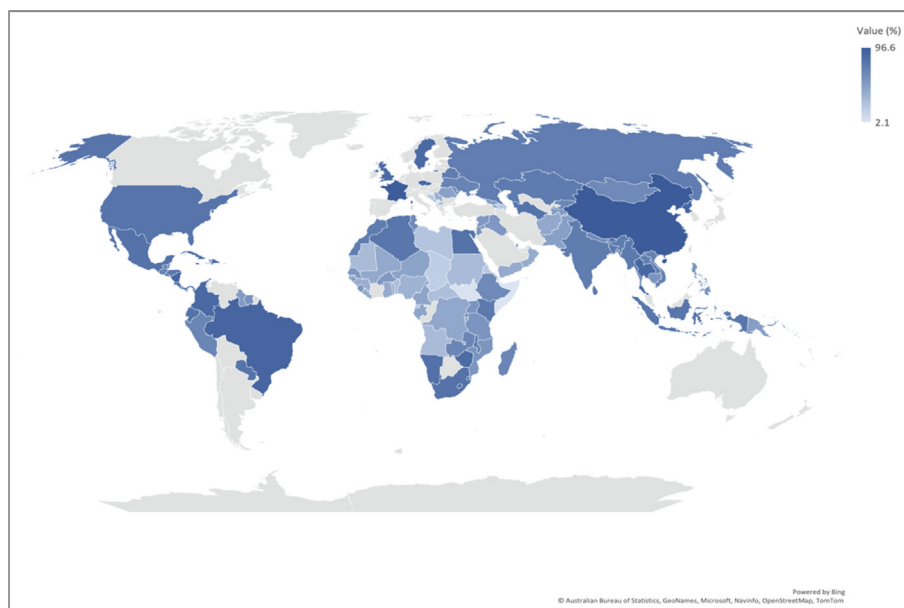 Value (%)
96.6
2.1
Powered by Bing
© Australian Bureau of Statistics, GeoNames, Microsoft, Navinfo, OpenStreetMap, TomTom